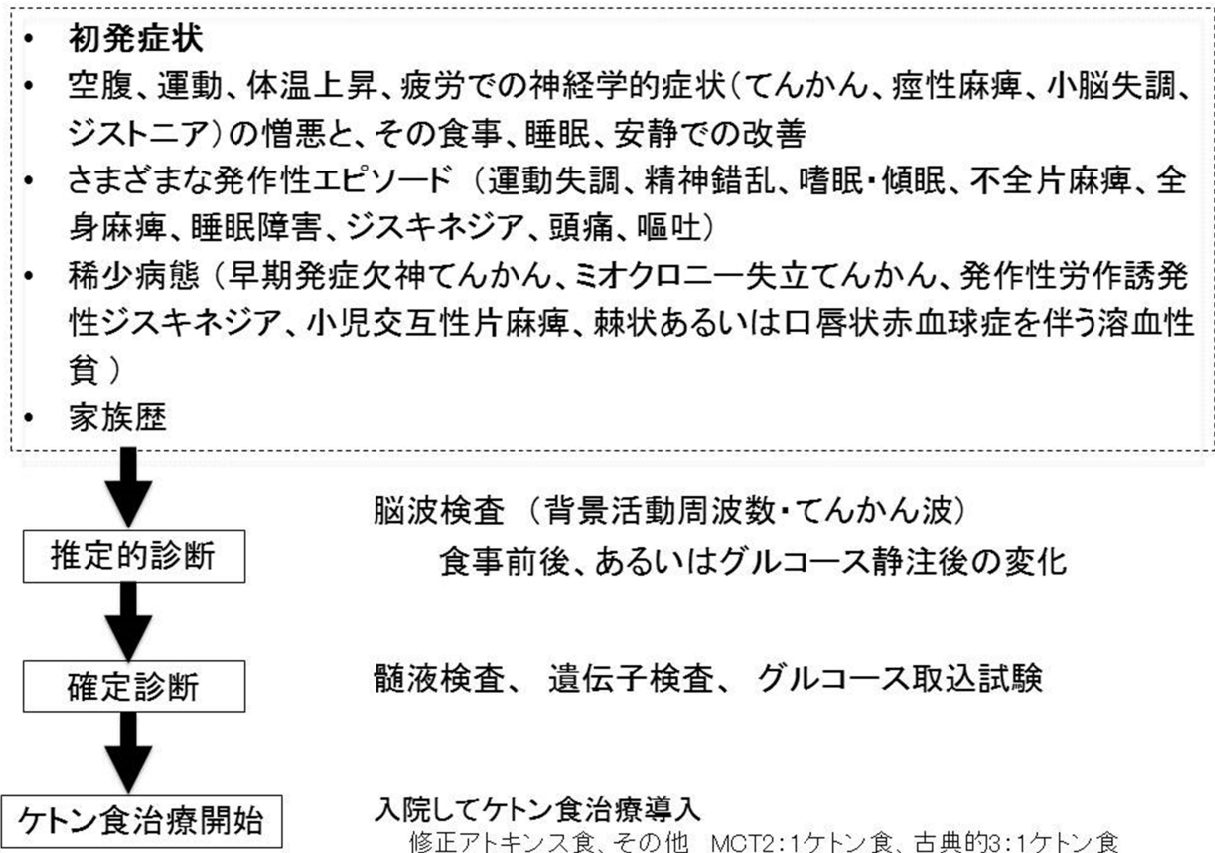 • 初発症状
• 空腹、運動、体温上昇、疲労での神経学的症状（てんかん、痙性麻痺、小脳失調、
ジストニア）の憎悪と、その食事、睡眠、安静での改善
• さまざまな発作性エピソード （運動失調、精神錯乱、嗜眠・傾眠、不全片麻痺、全
身麻痺、睡眠障害、ジスキネジア、頭痛、嘔吐）
• 稀少病態（早期発症欠神てんかん、ミオクロニー失立てんかん、発作性労作誘発
性ジスキネジア、小児交互性片麻痺、棘状あるいは口唇状赤血球症を伴う溶血性
貧 ）
• 家族歴
脳波検査 （背景活動周波数・てんかん波）
推定的診断
食事前後、あるいはグルコース静注後の変化
確定診断
髄液検査、 遺伝子検査、 グルコース取込試験
ケトン食治療開始
入院してケトン食治療導入
修正アトキンス食、その他 MCT2：1ケトン食、古典的3：1ケトン食